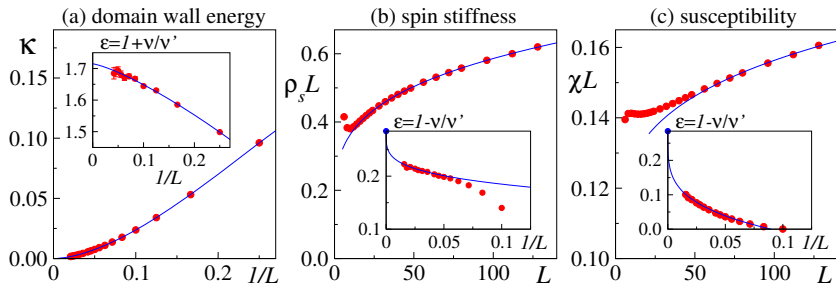 (a) domain wall energy
κ
0.15
0.10
0.05
0.00
0
0.1
0.2
1/L
ε=1+ν/ν'
1.7
1.6
1.5
0
0.1
0.2
1/L
(b) spin stiffness
ρsL
0.6
0.4
0.2
0.0
0
50
100
L
ε=1-ν/ν'
0.2
0.1
0
0.05
0.1
1/L
(c) susceptibility
χL
0.16
0.14
0.12
0.10
0
50
100
L
ε=1-ν/ν'
0.2
0.1
0.0
0
0.05
0.1
1/L